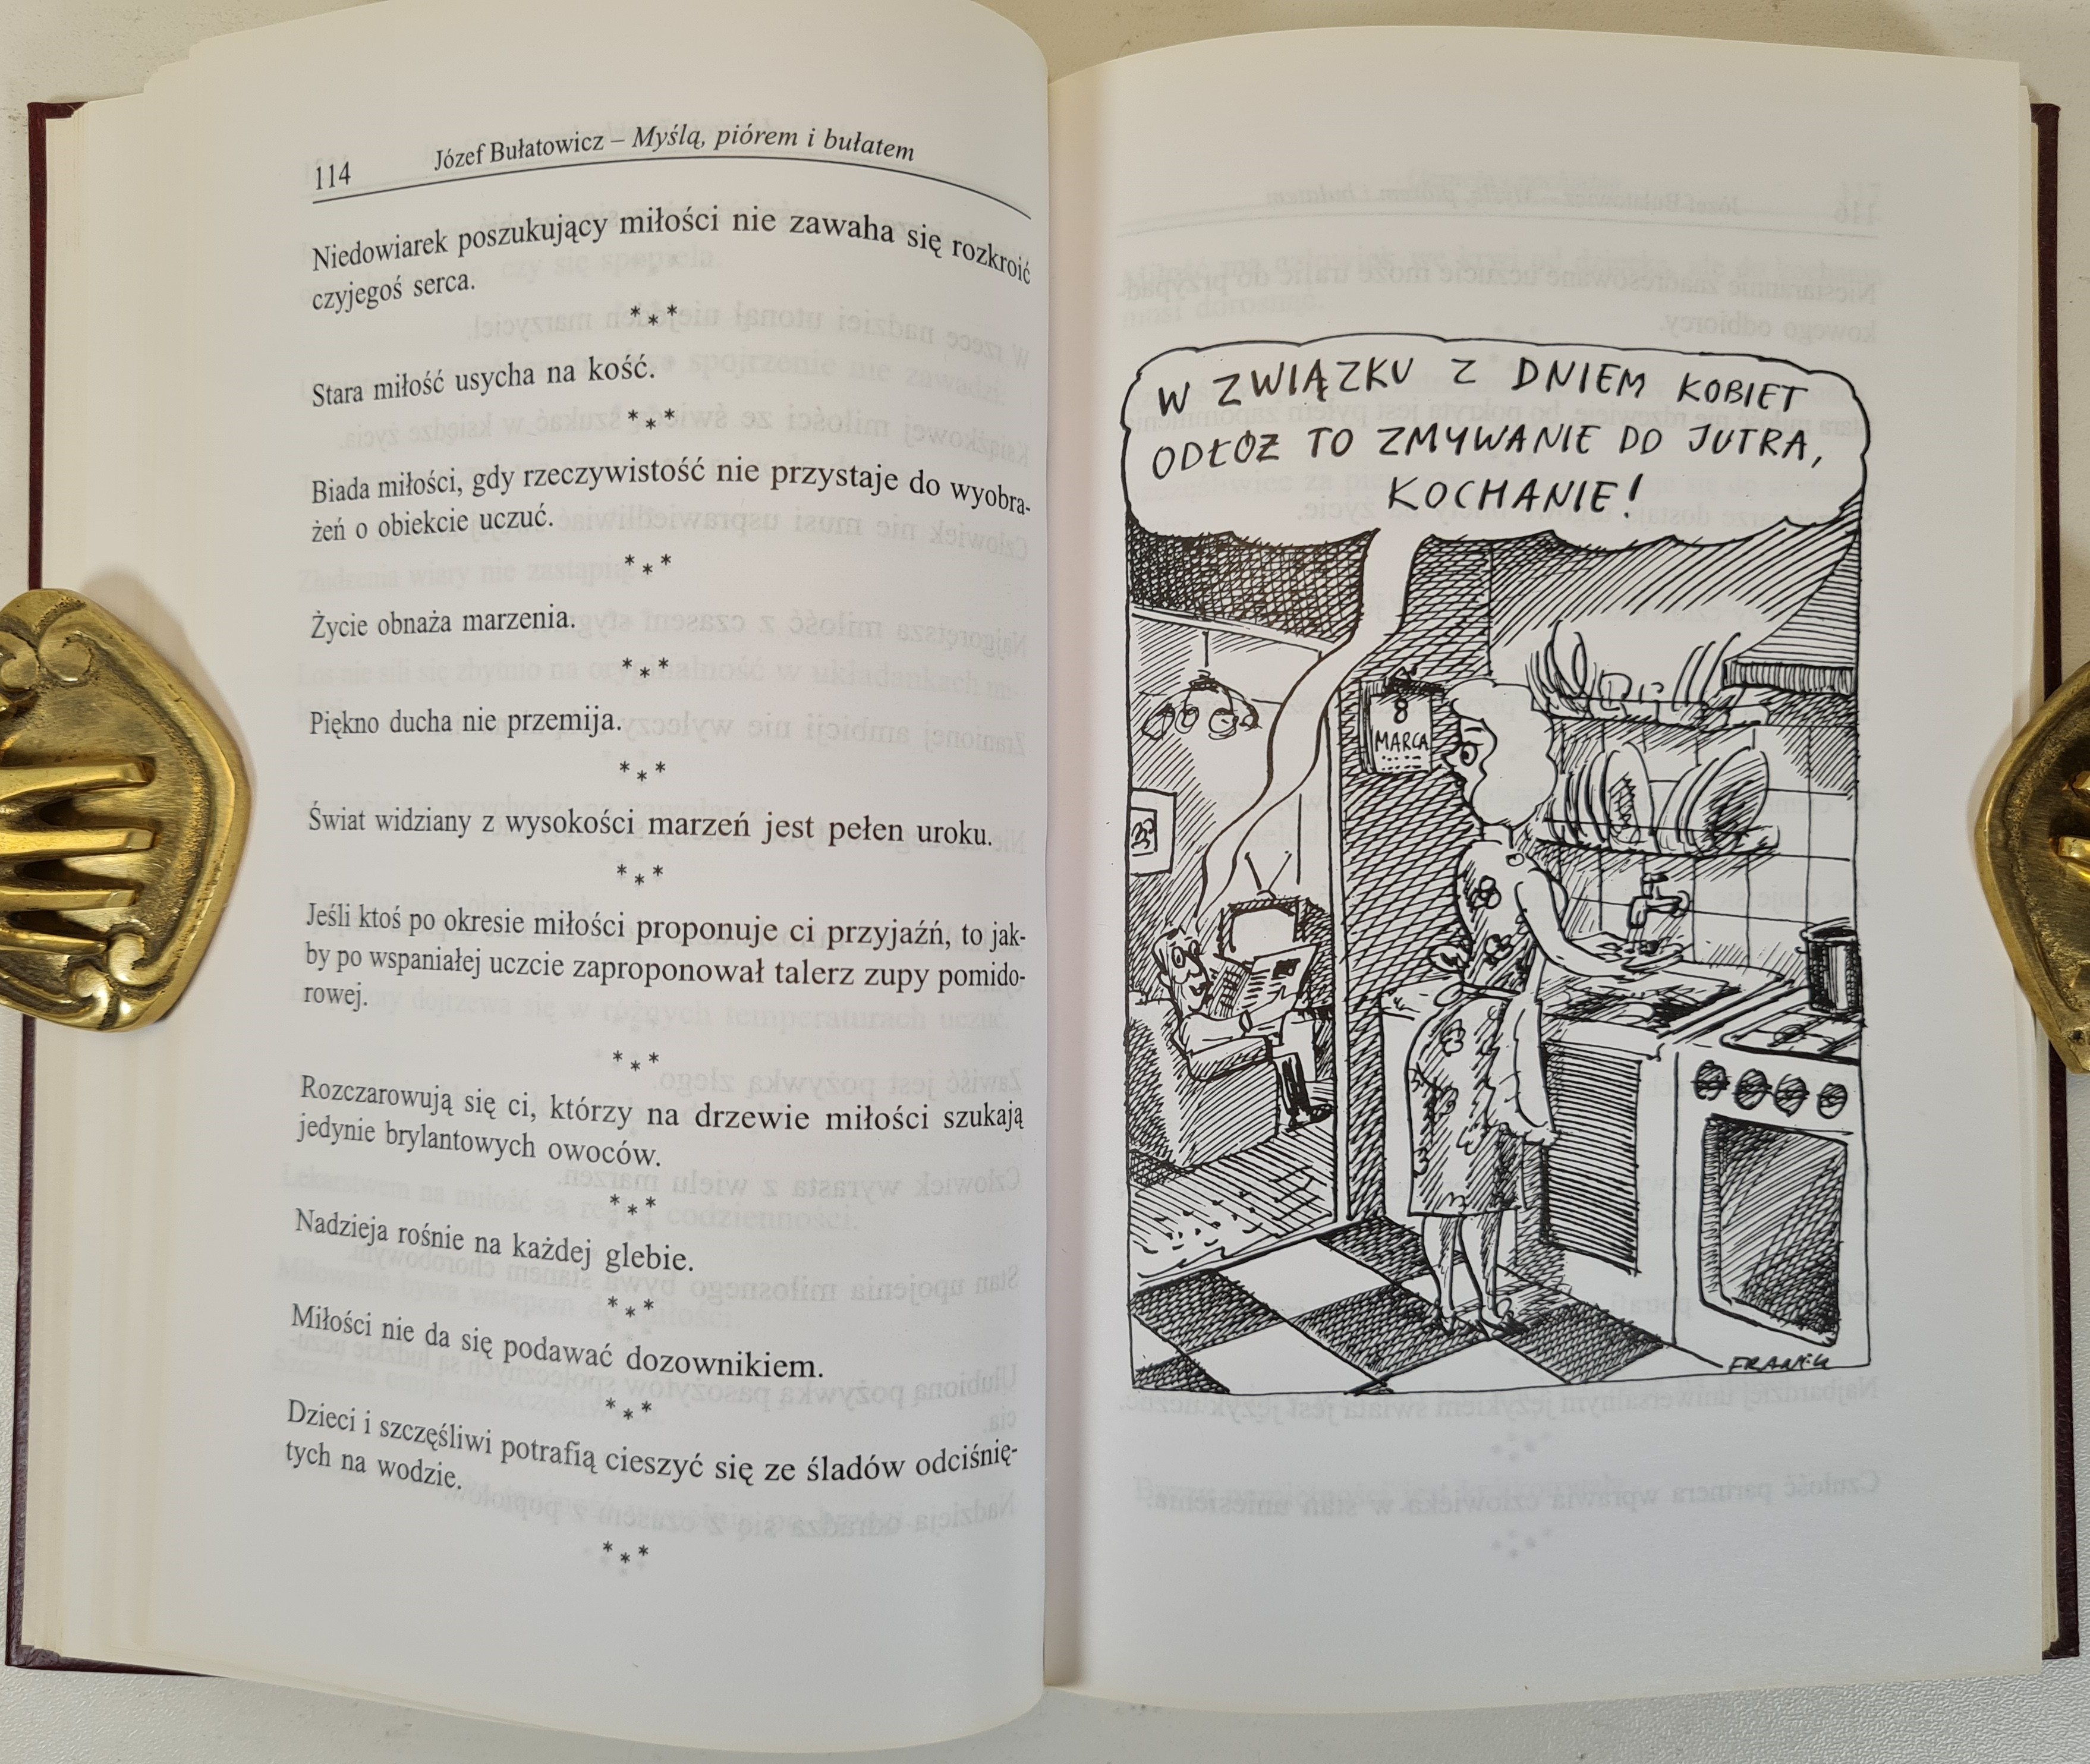 114
Józef Bułatowicz – Myślą, piórem i bułatem
Niedowiarek poszukujący miłości nie zawaha się rozkroić
czyjegoś serca.
* * *
Stara miłość usycha na kość.
* * *
Biada miłości, gdy rzeczywistość nie przystaje do wyobra-
żeń o obiekcie uczuć.
* * *
Życie obnaża marzenia.
* * *
Piękno ducha nie przemija.
* * *
Świat widziany z wysokości marzeń jest pełen uroku.
* * *
Jeśli ktoś po okresie miłości proponuje ci przyjaźń, to jak-
by po wspaniałej uczcie zaproponował talerz zupy pomido-
rowej.
* * *
Rozczarowują się ci, którzy na drzewie miłości szukają
jedynie brylantowych owoców.
* * *
Nadzieja rośnie na każdej glebie.
* * *
Miłości nie da się podawać dozownikiem.
* * *
Dzieci i szczęśliwi potrafią cieszyć się ze śladów odciśnię-
tych na wodzie.
* * *
W ZWIĄZKU Z DNIEM KOBIET
ODŁÓŻ TO ZMYWANIE DO JUTRA,
KOCHANIE!
8
MARCA